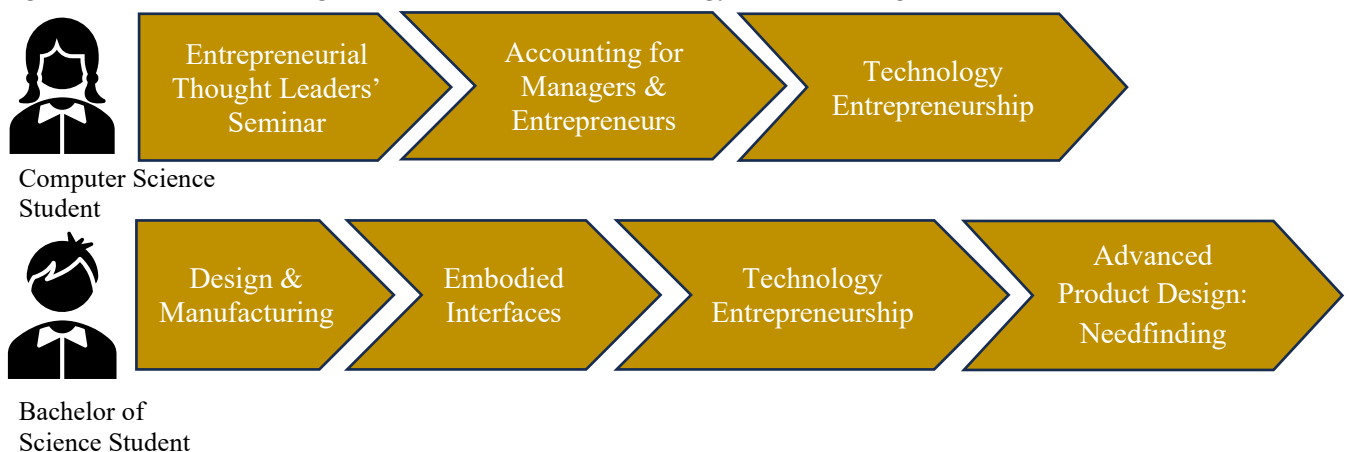 Entrepreneurial
Thought Leaders’
Seminar
Accounting for
Managers &
Entrepreneurs
Technology
Entrepreneurship
Computer Science
Student
Design &
Manufacturing
Embodied
Interfaces
Technology
Entrepreneurship
Advanced
Product Design:
Needfinding
Bachelor of
Science Student